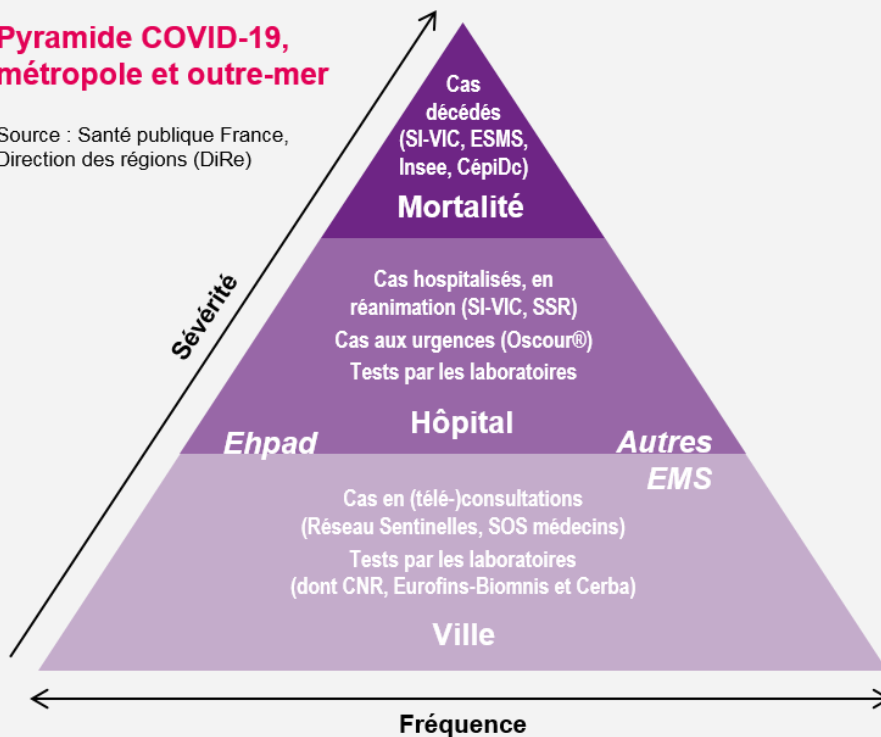 Pyramide COVID-19,
métropole et outre-mer
Source : Santé publique France,
Direction des régions (DiRe)
Cas
décédés
(SI-VIC, ESMS,
Insee, CépiDc)
Mortalité
Sévérité
Cas hospitalisés, en
réanimation (SI-VIC, SSR)
Cas aux urgences (Oscour®)
Tests par les laboratoires
Hôpital
Ehpad
Autres
EMS
Cas en (télé-)consultations
(Réseau Sentinelles, SOS médecins)
Tests par les laboratoires
(dont CNR, Eurofins-Biomnis et Cerba)
Ville
Fréquence